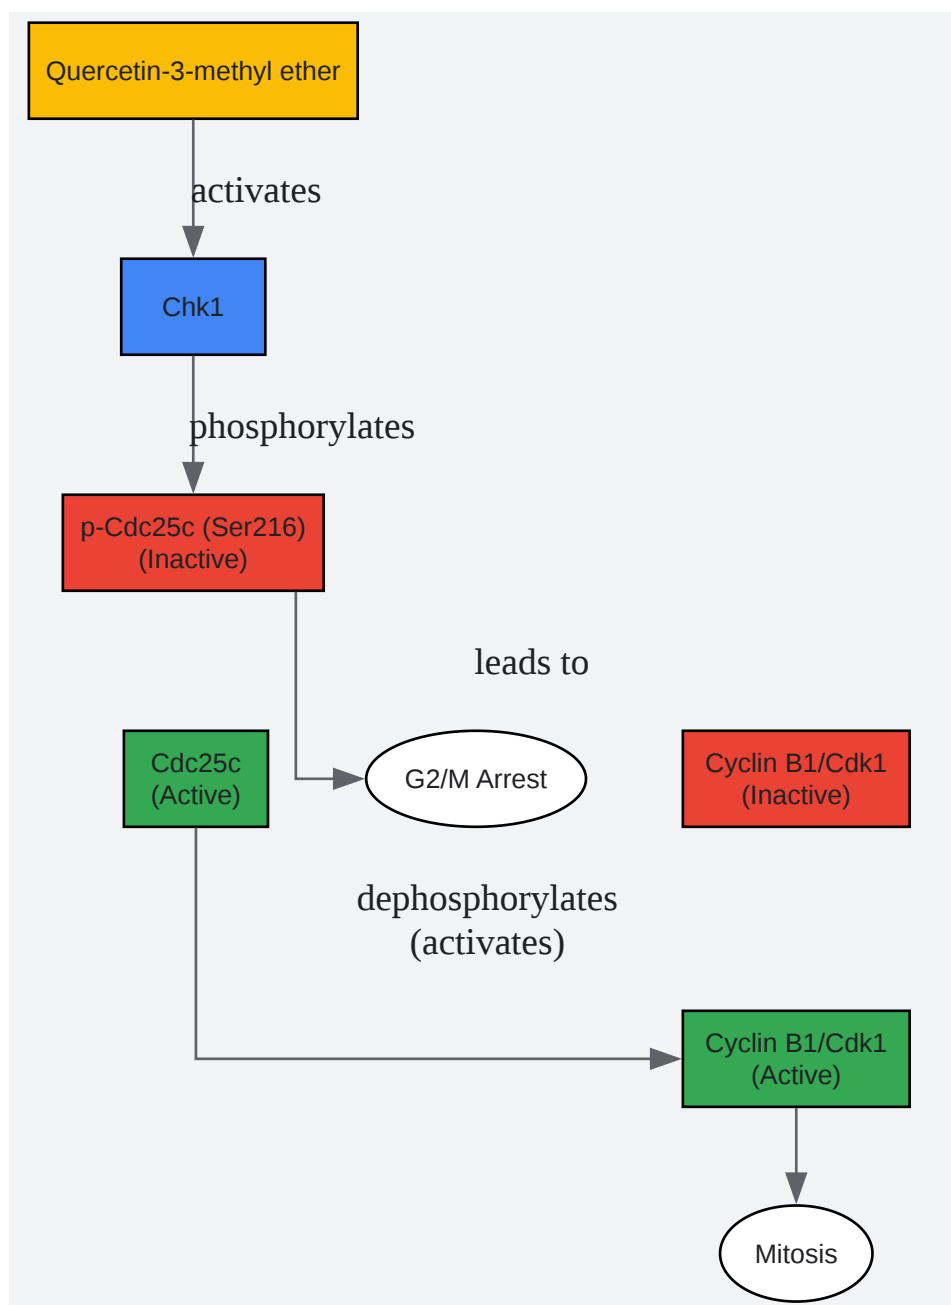 Quercetin-3-methyl ether
activates
Chk1
phosphorylates
p-Cdc25c (Ser216)
(Inactive)
leads to
Cdc25c
(Active)
G2/M Arrest
Cyclin B1/Cdk1
(Inactive)
dephosphorylates
(activates)
Cyclin B1/Cdk1
(Active)
Mitosis